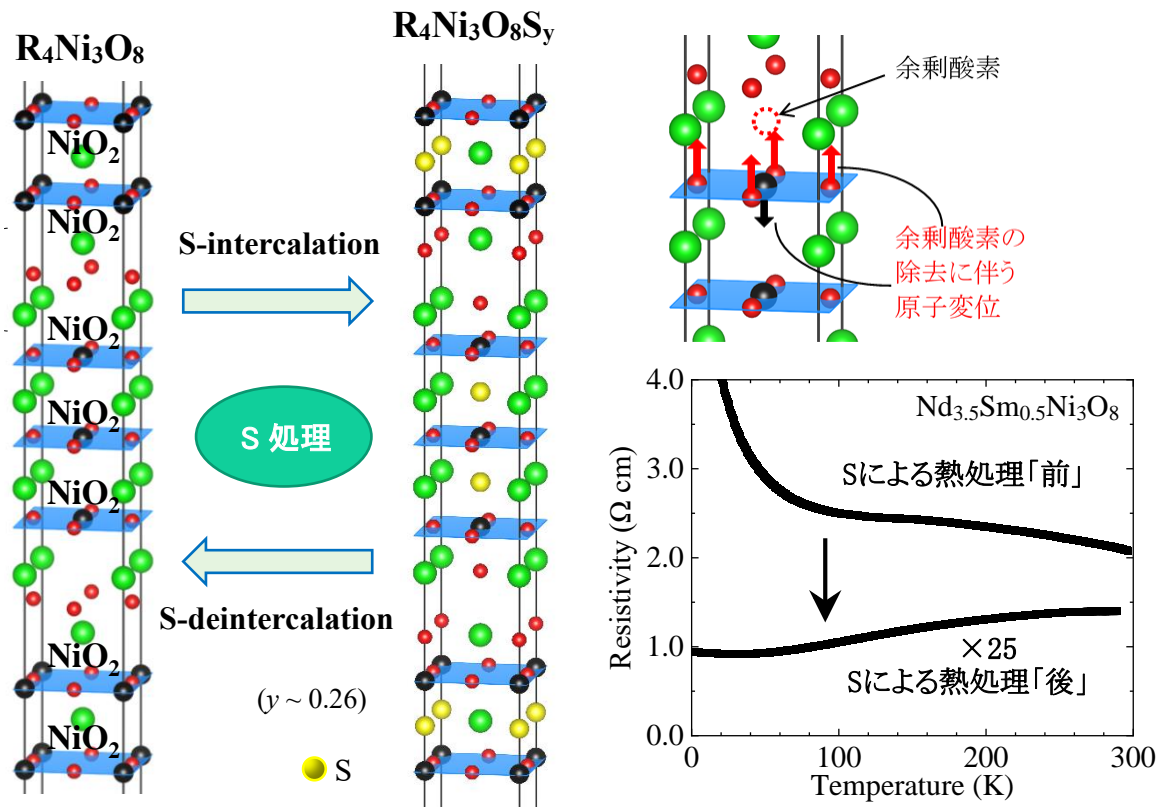 R₄Ni₃O₈
NiO₂
NiO₂
NiO₂
NiO₂
NiO₂
NiO₂
NiO₂
S-intercalation
S 処理
S-deintercalation
(y ~ 0.26)
S
R₄Ni₃O₈Sᵧ
余剰酸素
余剰酸素の
除去に伴う
原子変位
Resistivity (Ω cm)
4.0
3.0
2.0
1.0
0.0
Nd₃.₅Sm₀.₅Ni₃O₈
Sによる熱処理「前」
×25
Sによる熱処理「後」
0
100
200
300
Temperature (K)